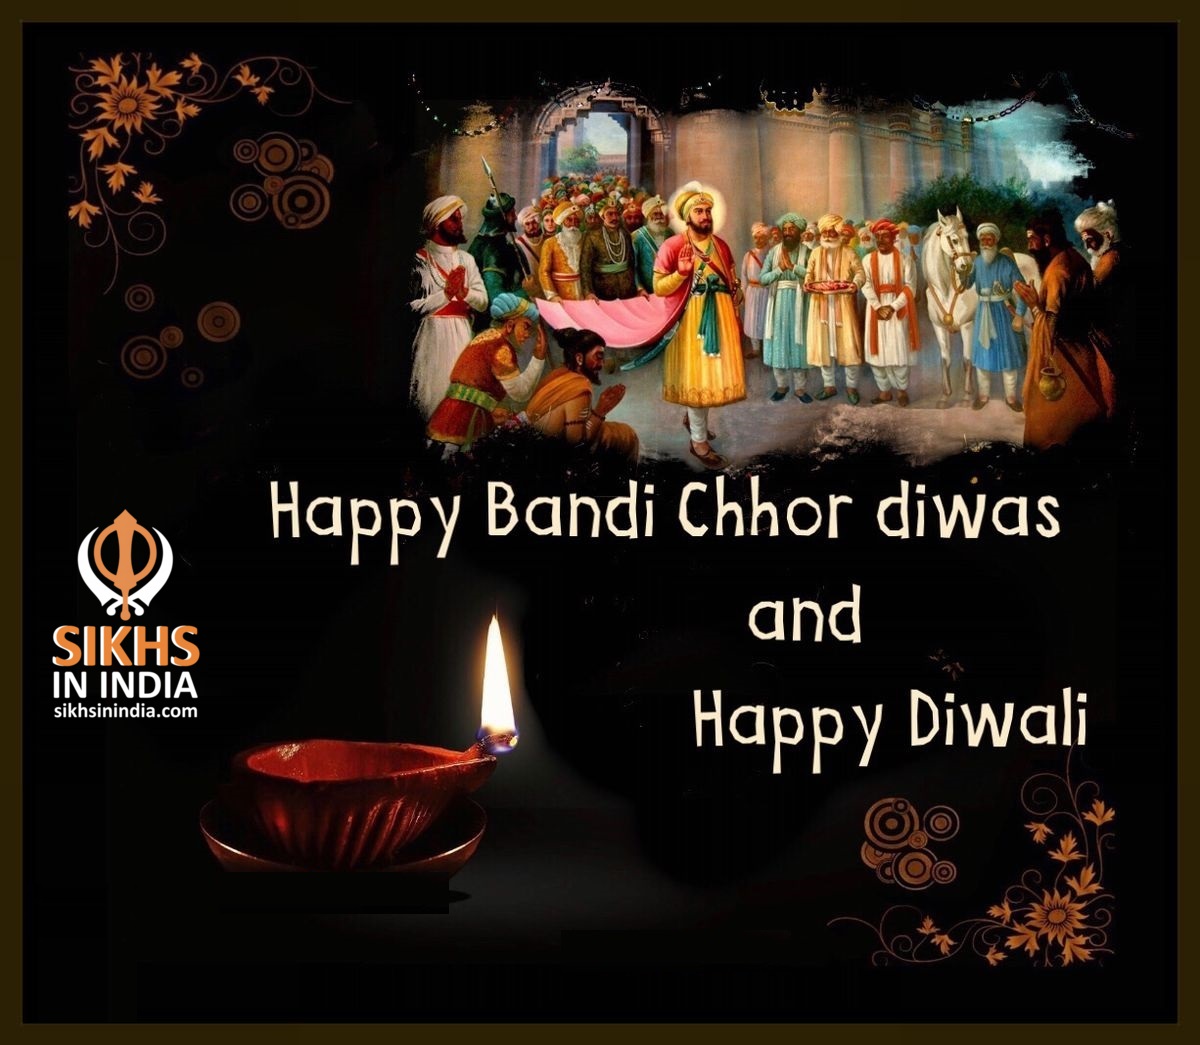 Happy Bandi Chhor diwas
and
Happy Diwali
SIKHS
IN INDIA
sikhsinindia.com